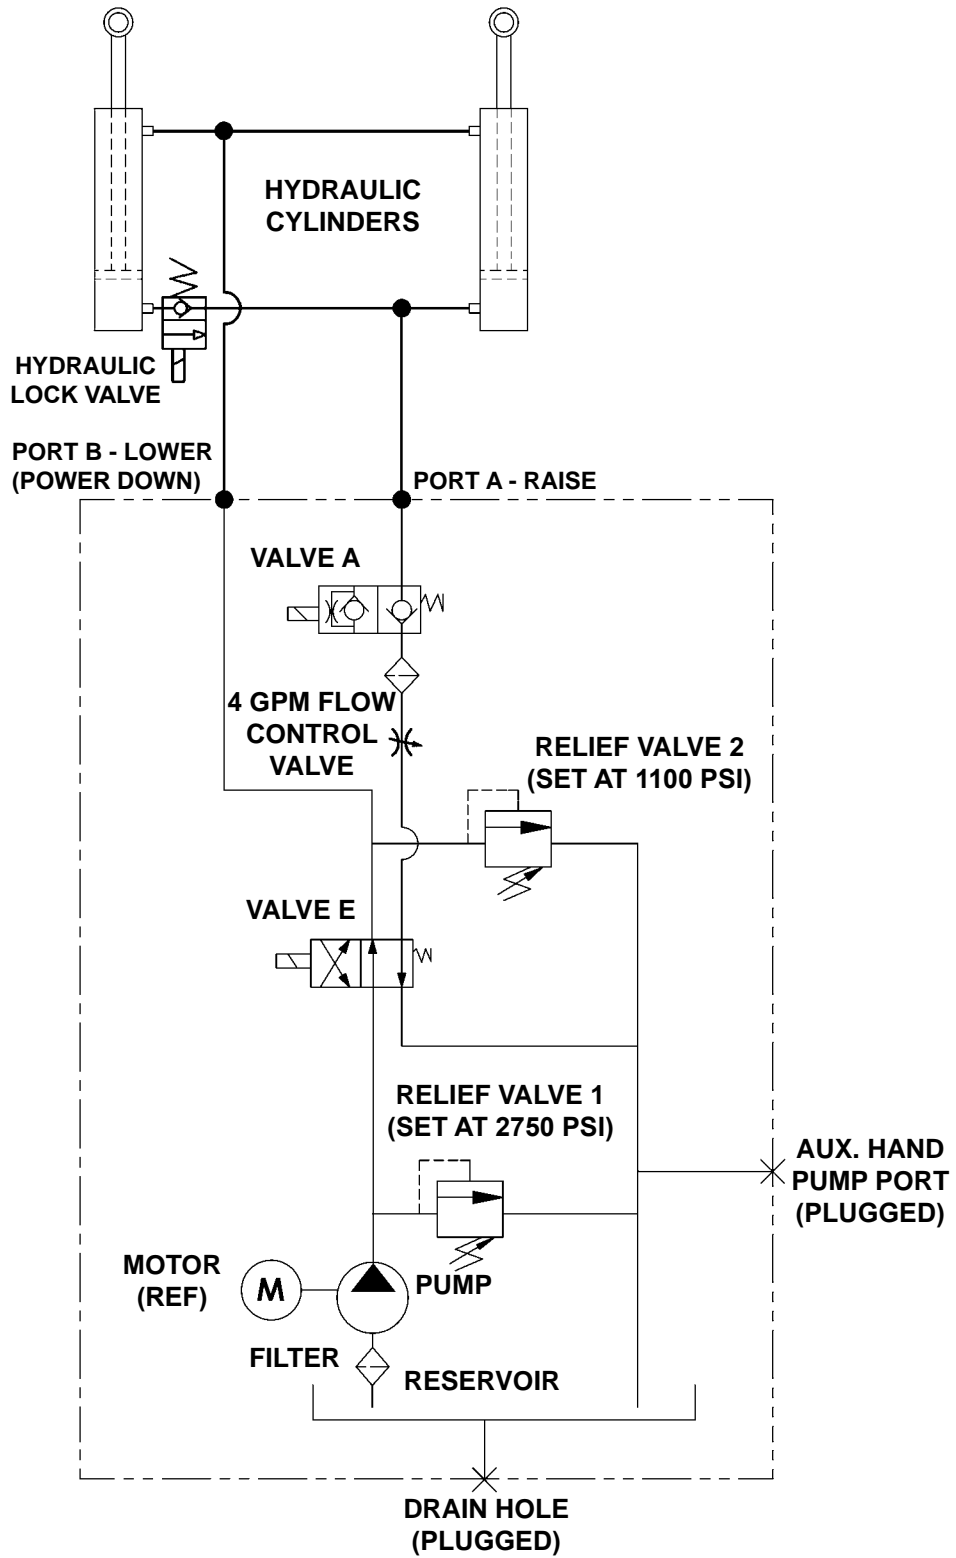 HYDRAULIC
CYLINDERS
HYDRAULIC
LOCK VALVE
PORT B - LOWER
(POWER DOWN)
PORT A - RAISE
VALVE A
4 GPM FLOW
CONTROL
VALVE
RELIEF VALVE 2
(SET AT 1100 PSI)
VALVE E
RELIEF VALVE 1
(SET AT 2750 PSI)
AUX. HAND
PUMP PORT
(PLUGGED)
MOTOR
(REF)
M
PUMP
FILTER
RESERVOIR
DRAIN HOLE
(PLUGGED)